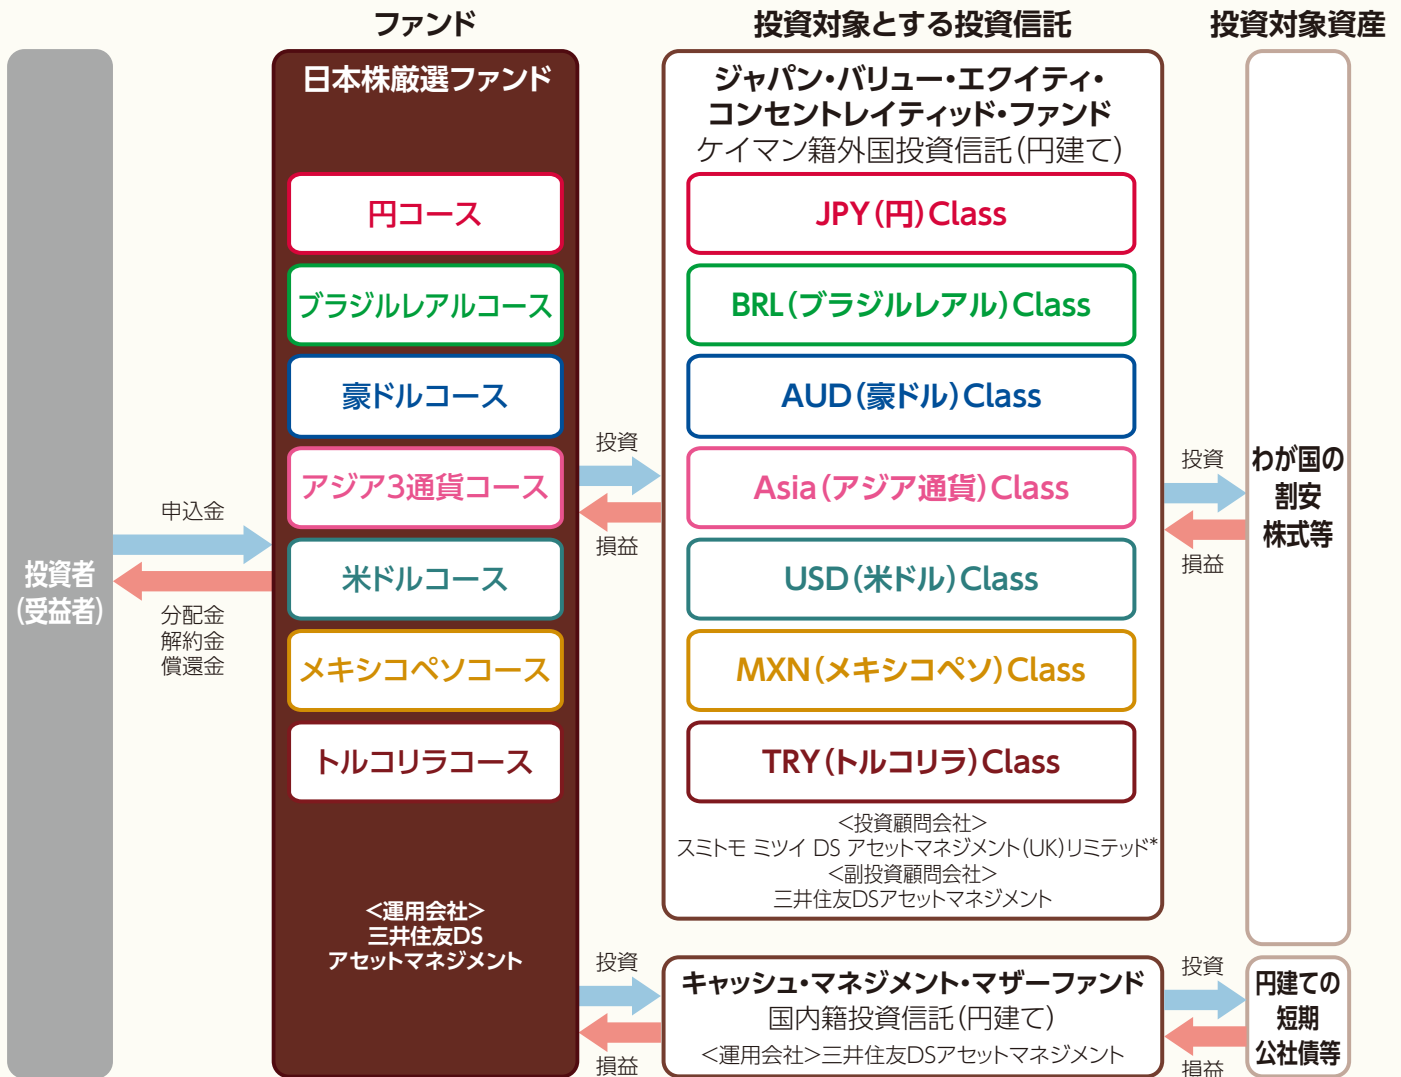 ファンド
投資対象とする投資信託
投資対象資産
投資者
(受益者)
申込金
分配金
解約金
償還金
日本株厳選ファンド
円コース
ブラジルレアルコース
豪ドルコース
アジア3通貨コース
米ドルコース
メキシコペソコース
トルコリラコース
<運用会社>
三井住友DS
アセットマネジメント
投資
損益
投資
損益
ジャパン・バリュー・エクイティ・
コンセントレイティッド・ファンド
ケイマン籍外国投資信託(円建て)
JPY(円)Class
BRL(ブラジルレアル)Class
AUD(豪ドル)Class
Asia(アジア通貨)Class
USD(米ドル)Class
MXN(メキシコペソ)Class
TRY(トルコリラ)Class
<投資顧問会社>
スミトモ ミツイ DS アセットマネジメント(UK)リミテッド*
<副投資顧問会社>
三井住友DSアセットマネジメント
キャッシュ・マネジメント・マザーファンド
国内籍投資信託(円建て)
<運用会社>三井住友DSアセットマネジメント
投資
損益
投資
損益
わが国の
割安
株式等
円建ての
短期
公社債等